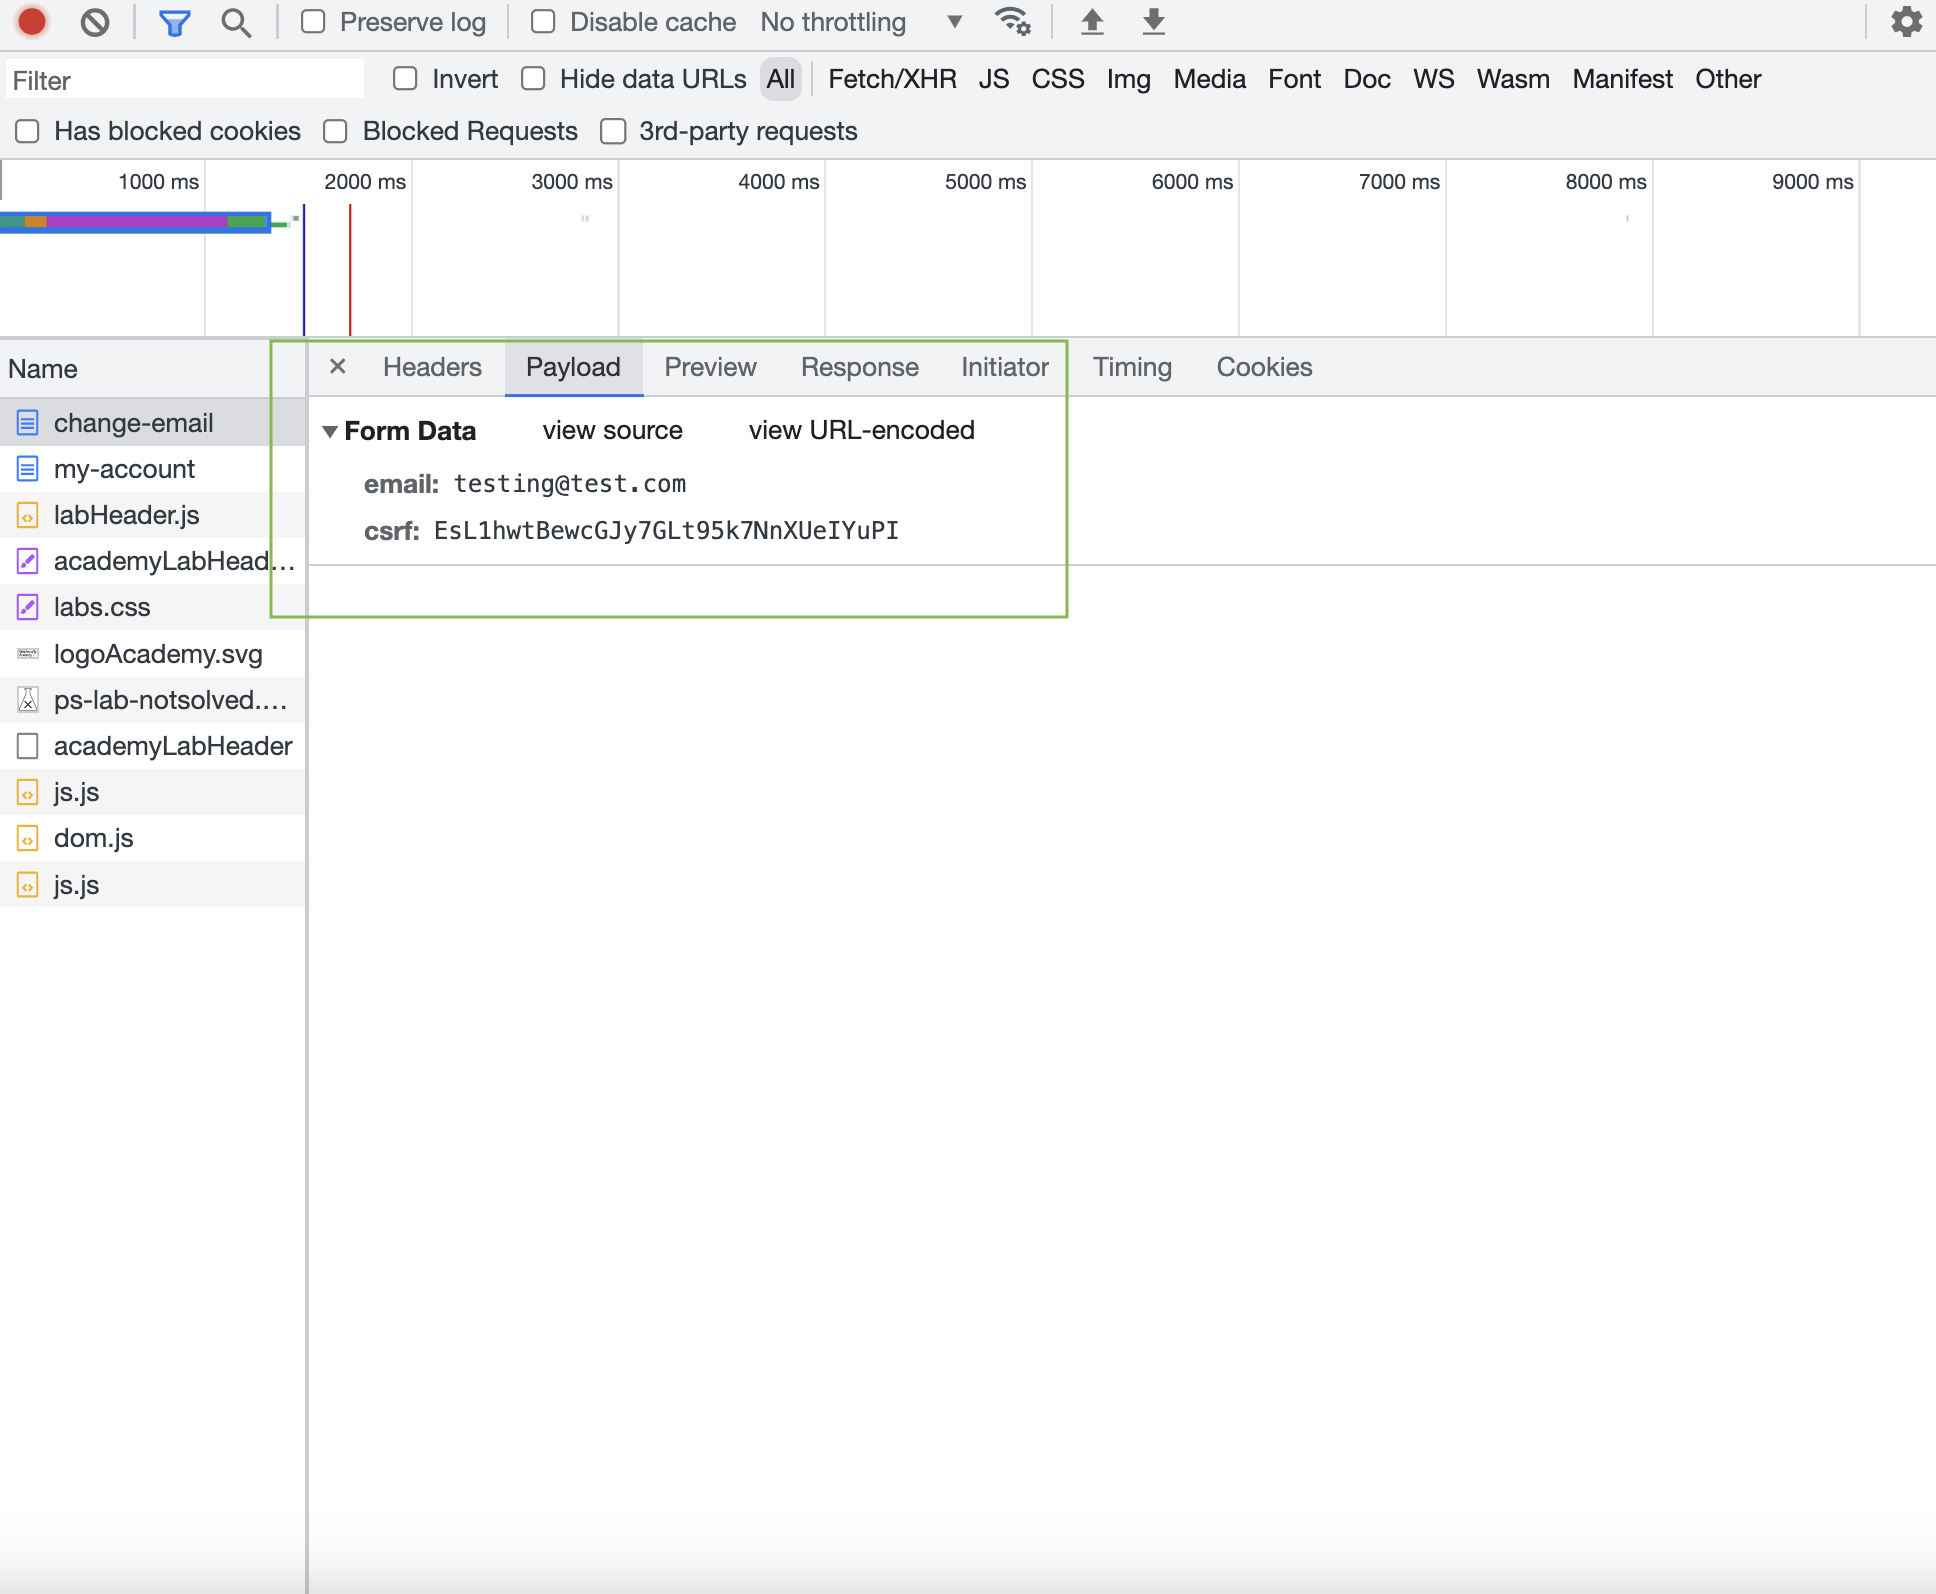 Preserve log Disable cache No throttling
Filter Invert Hide data URLs All Fetch/XHR JS CSS Img Media Font Doc WS Wasm Manifest Other
Has blocked cookies Blocked Requests 3rd-party requests
1000 ms 2000 ms 3000 ms 4000 ms 5000 ms 6000 ms 7000 ms 8000 ms 9000 ms
Name
change-email
my-account
labHeader.js
academyLabHead...
labs.css
logoAcademy.svg
ps-lab-notsolved....
academyLabHeader
js.js
dom.js
js.js
× Headers Payload Preview Response Initiator Timing Cookies
Form Data view source view URL-encoded
email: testing@test.com
csrf: EsL1hwtBewcGJy7GLt95k7NnXUeIYuPI